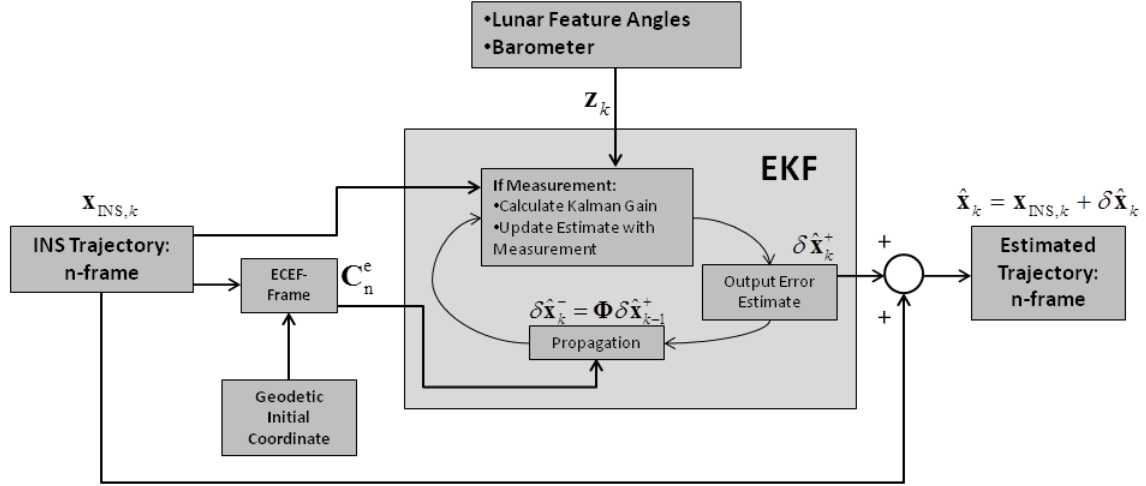 •Lunar Feature Angles
•Barometer
z_k
EKF
If Measurement:
•Calculate Kalman Gain
•Update Estimate with
Measurement
x_INS,k
INS Trajectory:
n-frame
ECEF-
Frame
C_n^e
Geodetic
Initial
Coordinate
δx̂_k^- = Φδx̂_k-1^+
Propagation
δx̂_k^+
Output Error
Estimate
+
+
x̂_k = x_INS,k + δx̂_k
Estimated
Trajectory:
n-frame